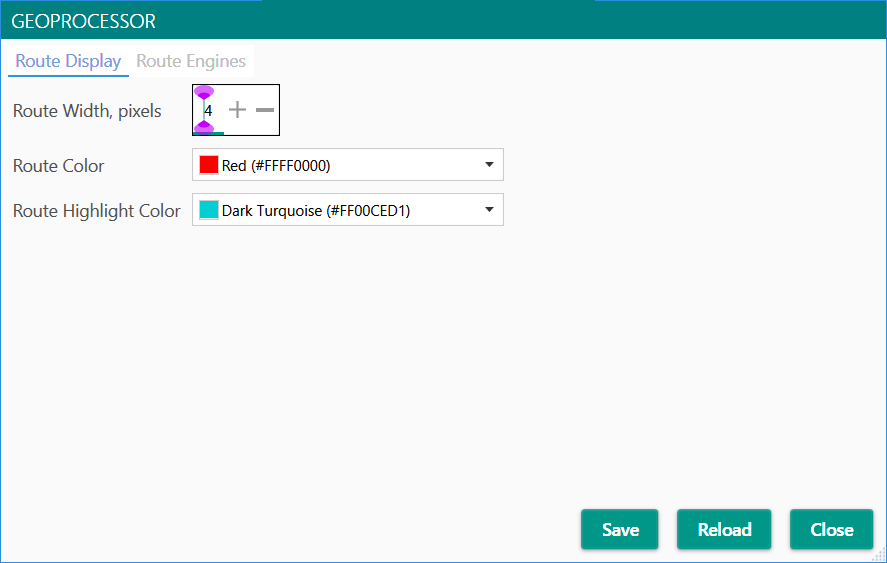 GEOPROCESSOR
Route Display Route Engines
Route Width, pixels 4
Route Color Red (#FFFF0000)
Route Highlight Color Dark Turquoise (#FF00CED1)
Save Reload Close